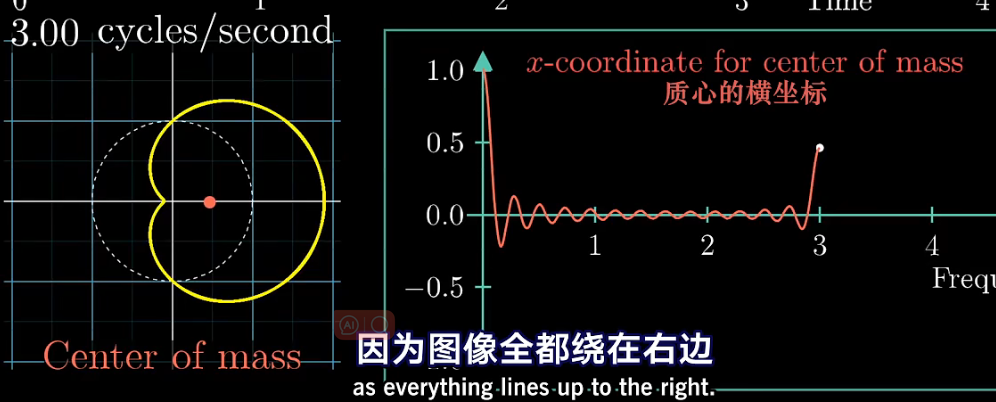 0 1 2 3 Time 4
3.00 cycles/second
x-coordinate for center of mass
质心的横坐标
1.0
0.5
0.0
1 2 3 4
−0.5
Center of mass
因为图像全都绕在右边
as everything lines up to the right.